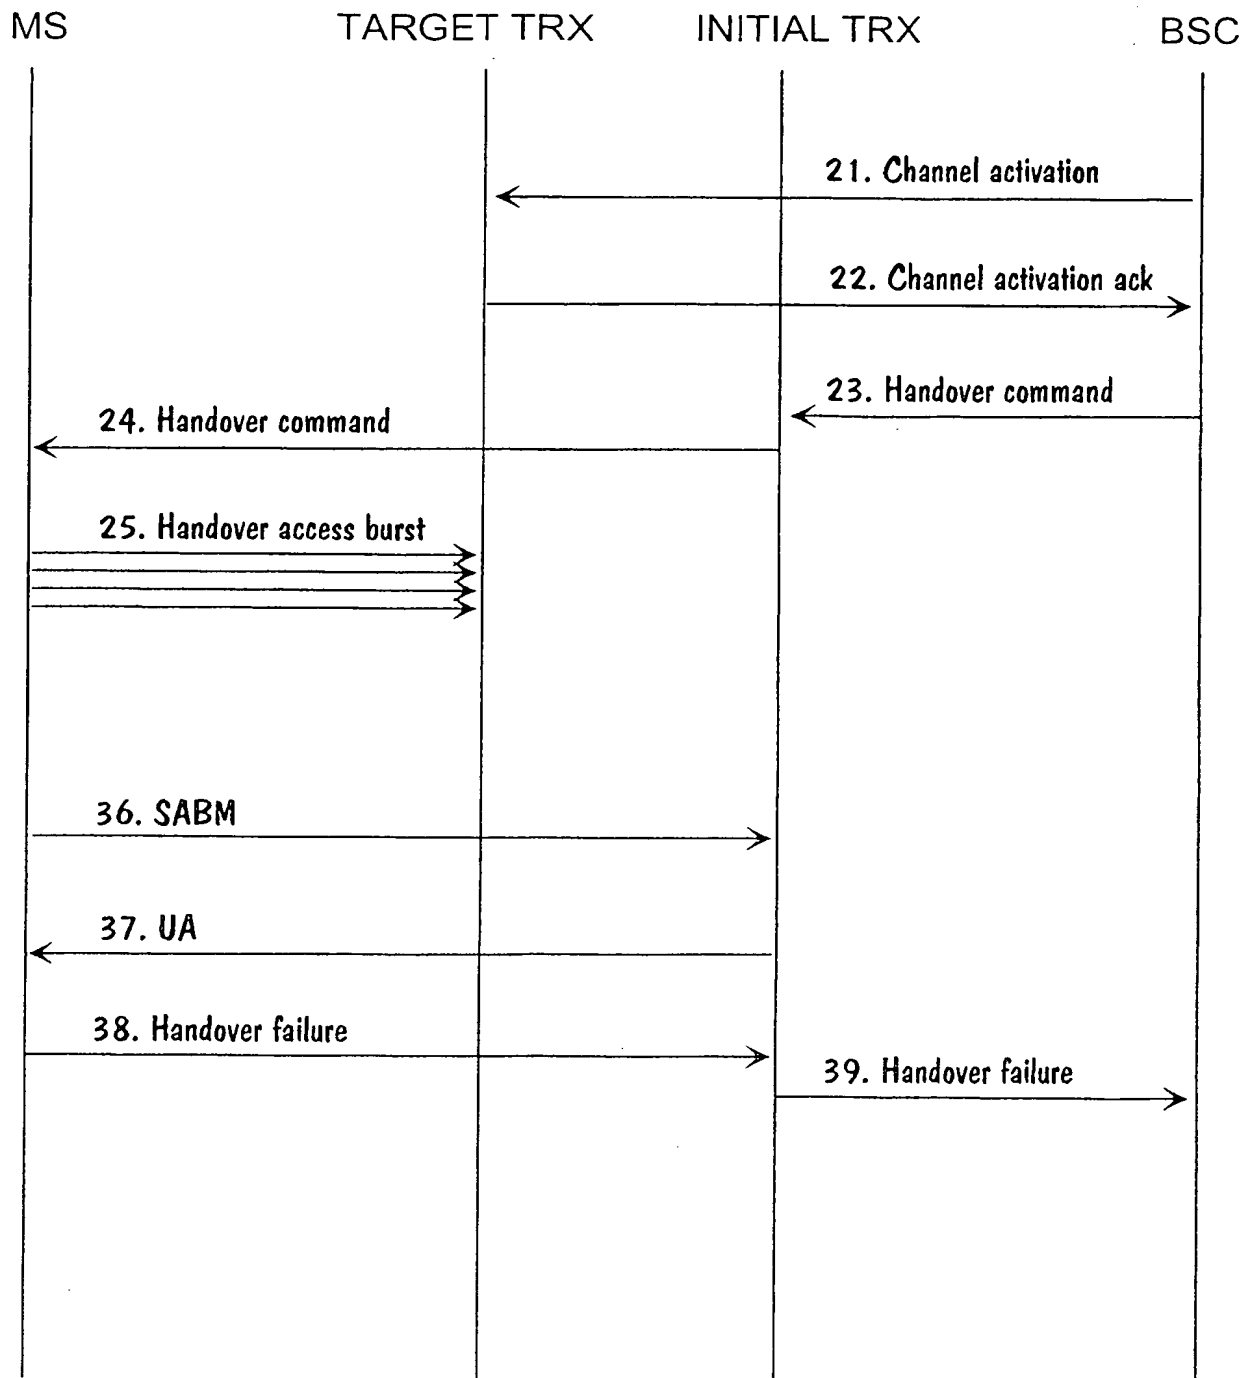 MS TARGET TRX INITIAL TRX BSC
21. Channel activation
22. Channel activation ack
23. Handover command
24. Handover command
25. Handover access burst
36. SABM
37. UA
38. Handover failure
39. Handover failure